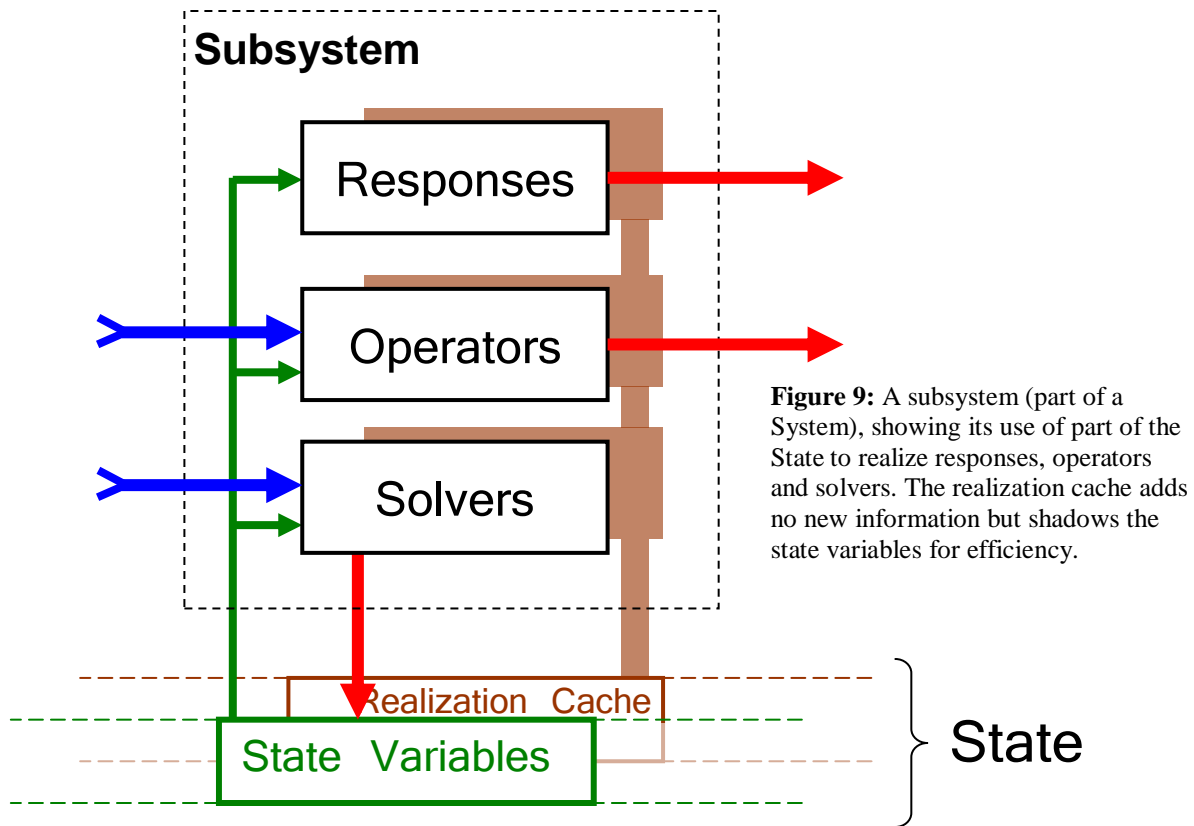 Subsystem
Responses
Operators
Solvers
Figure 9: A subsystem (part of a
System), showing its use of part of the
State to realize responses, operators
and solvers. The realization cache adds
no new information but shadows the
state variables for efficiency.
Realization Cache
State Variables
State